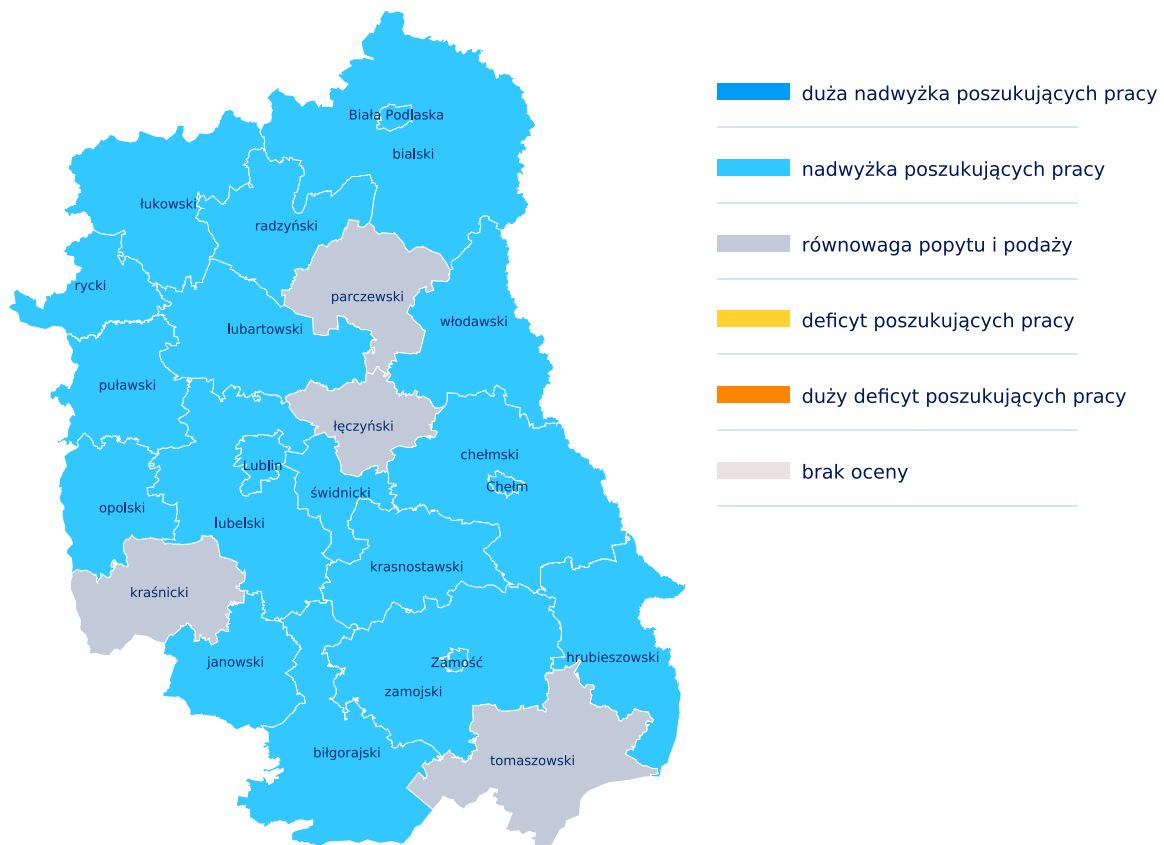 Biała Podlaska
bialski
łukowski
radzyński
rycki
parczewski
lubartowski
włodawski
puławski
łęczyński
chełmski
Lublin
Chełm
świdnicki
opolski
lubelski
krasnostawski
kraśnicki
janowski
Zamość
hrubieszowski
zamojski
biłgorajski
tomaszowski
duża nadwyżka poszukujących pracy
nadwyżka poszukujących pracy
równowaga popytu i podaży
deficyt poszukujących pracy
duży deficyt poszukujących pracy
brak oceny